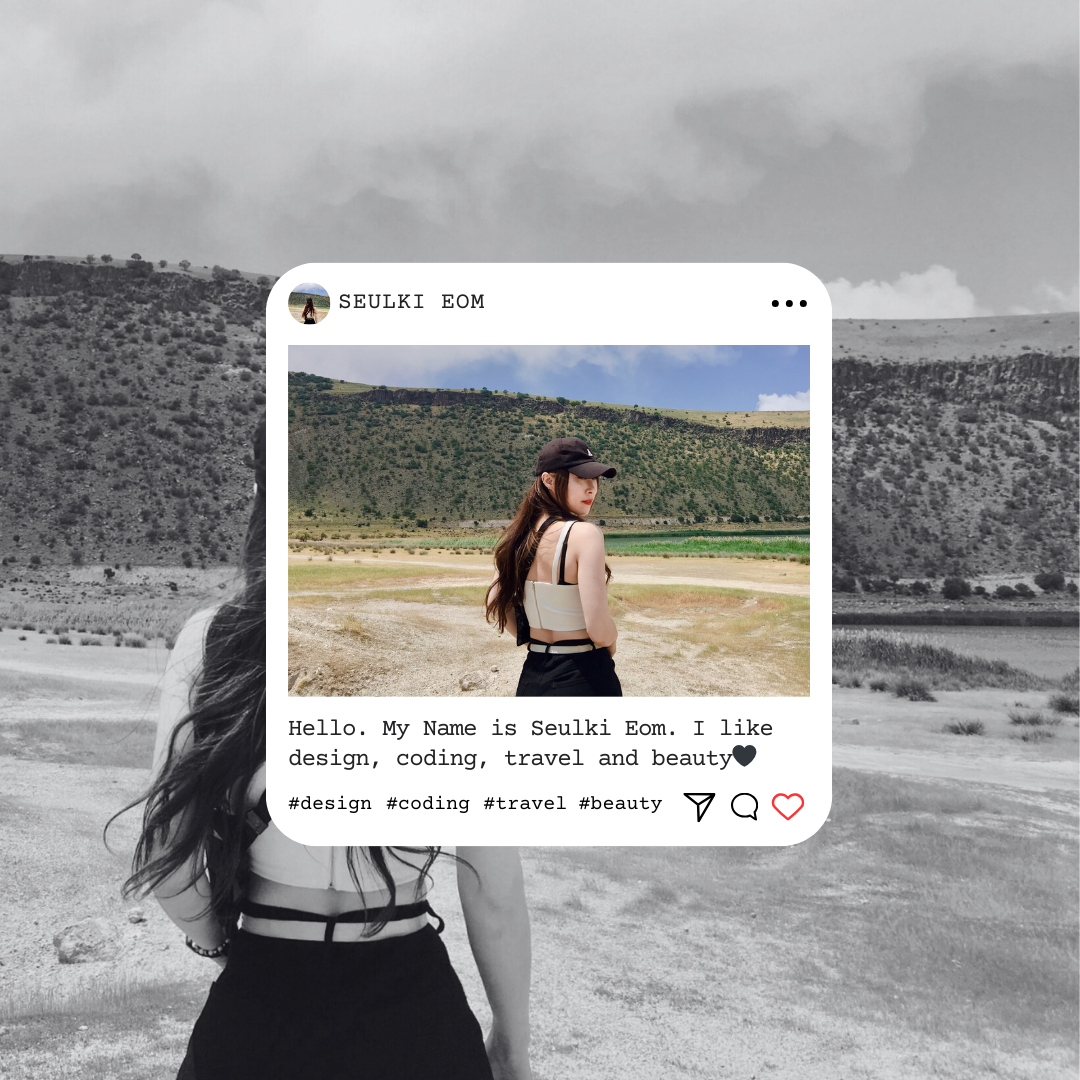 SEULKI EOM
Hello. My Name is Seulki Eom. I like
design, coding, travel and beauty🖤
#design #coding #travel #beauty